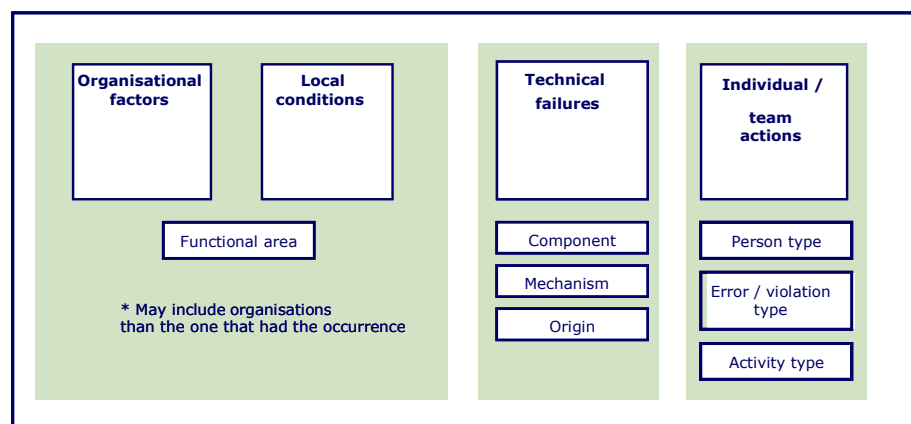 Organisational
factors
Local
conditions
Functional area
* May include organisations
than the one that had the occurrence
Technical
failures
Component
Mechanism
Origin
Individual /
team
actions
Person type
Error / violation
type
Activity type